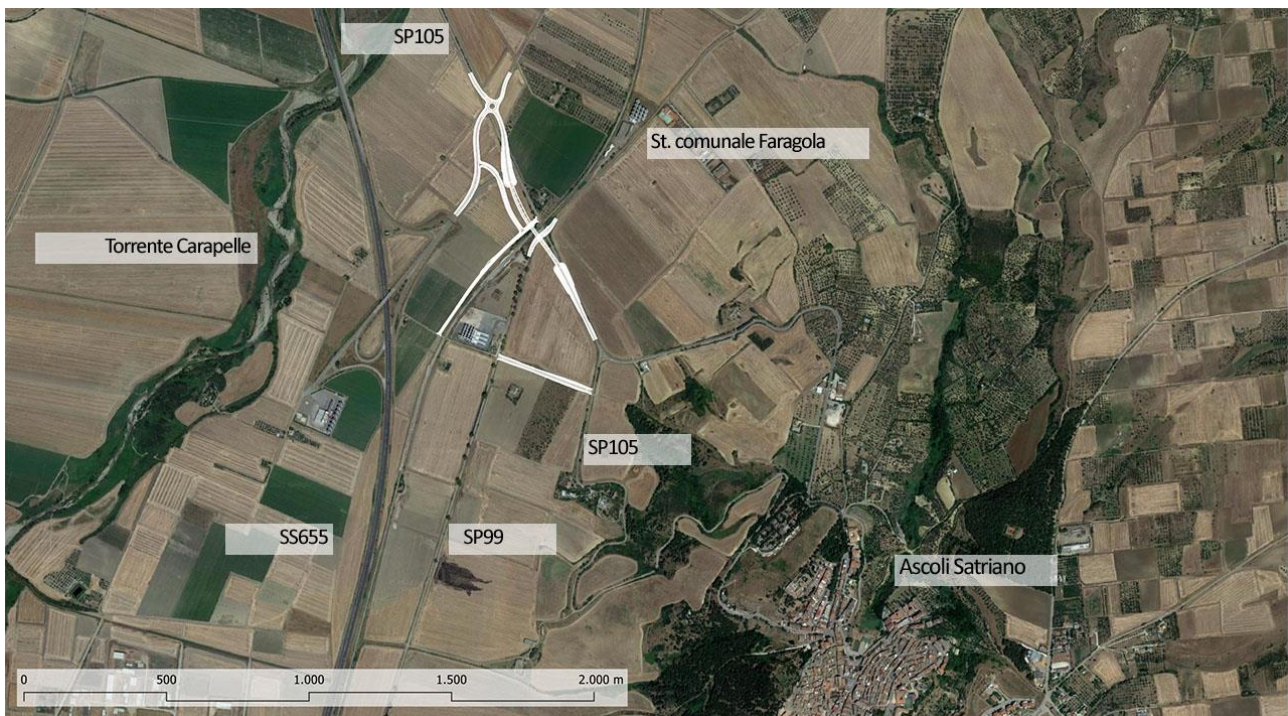 SP105
St. comunale Faragola
Torrente Carapelle
SP105
SS655
SP99
Ascoli Satriano
0 500 1.000 1.500 2.000 m